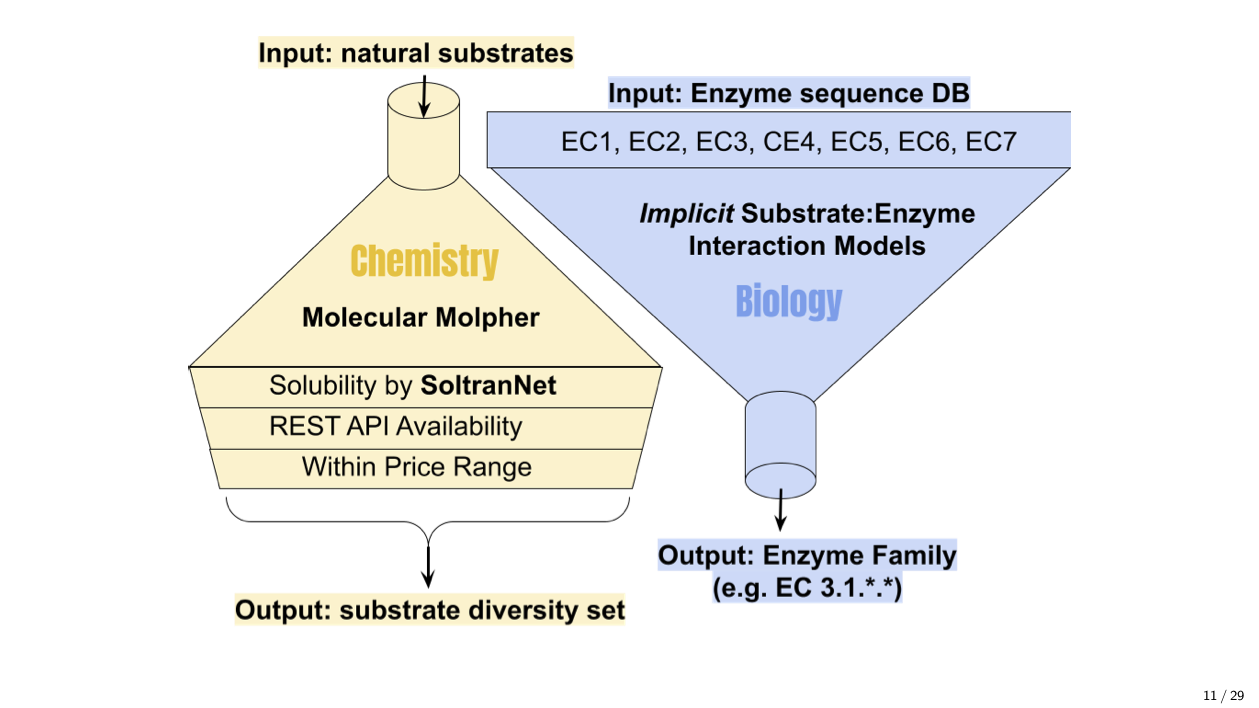 Input: natural substrates
Chemistry
Molecular Molpher
Solubility by SoltranNet
REST API Availability
Within Price Range
Output: substrate diversity set
Input: Enzyme sequence DB
EC1, EC2, EC3, CE4, EC5, EC6, EC7
Implicit Substrate:Enzyme
Interaction Models
Biology
Output: Enzyme Family
(e.g. EC 3.1.*.*)
11 / 29